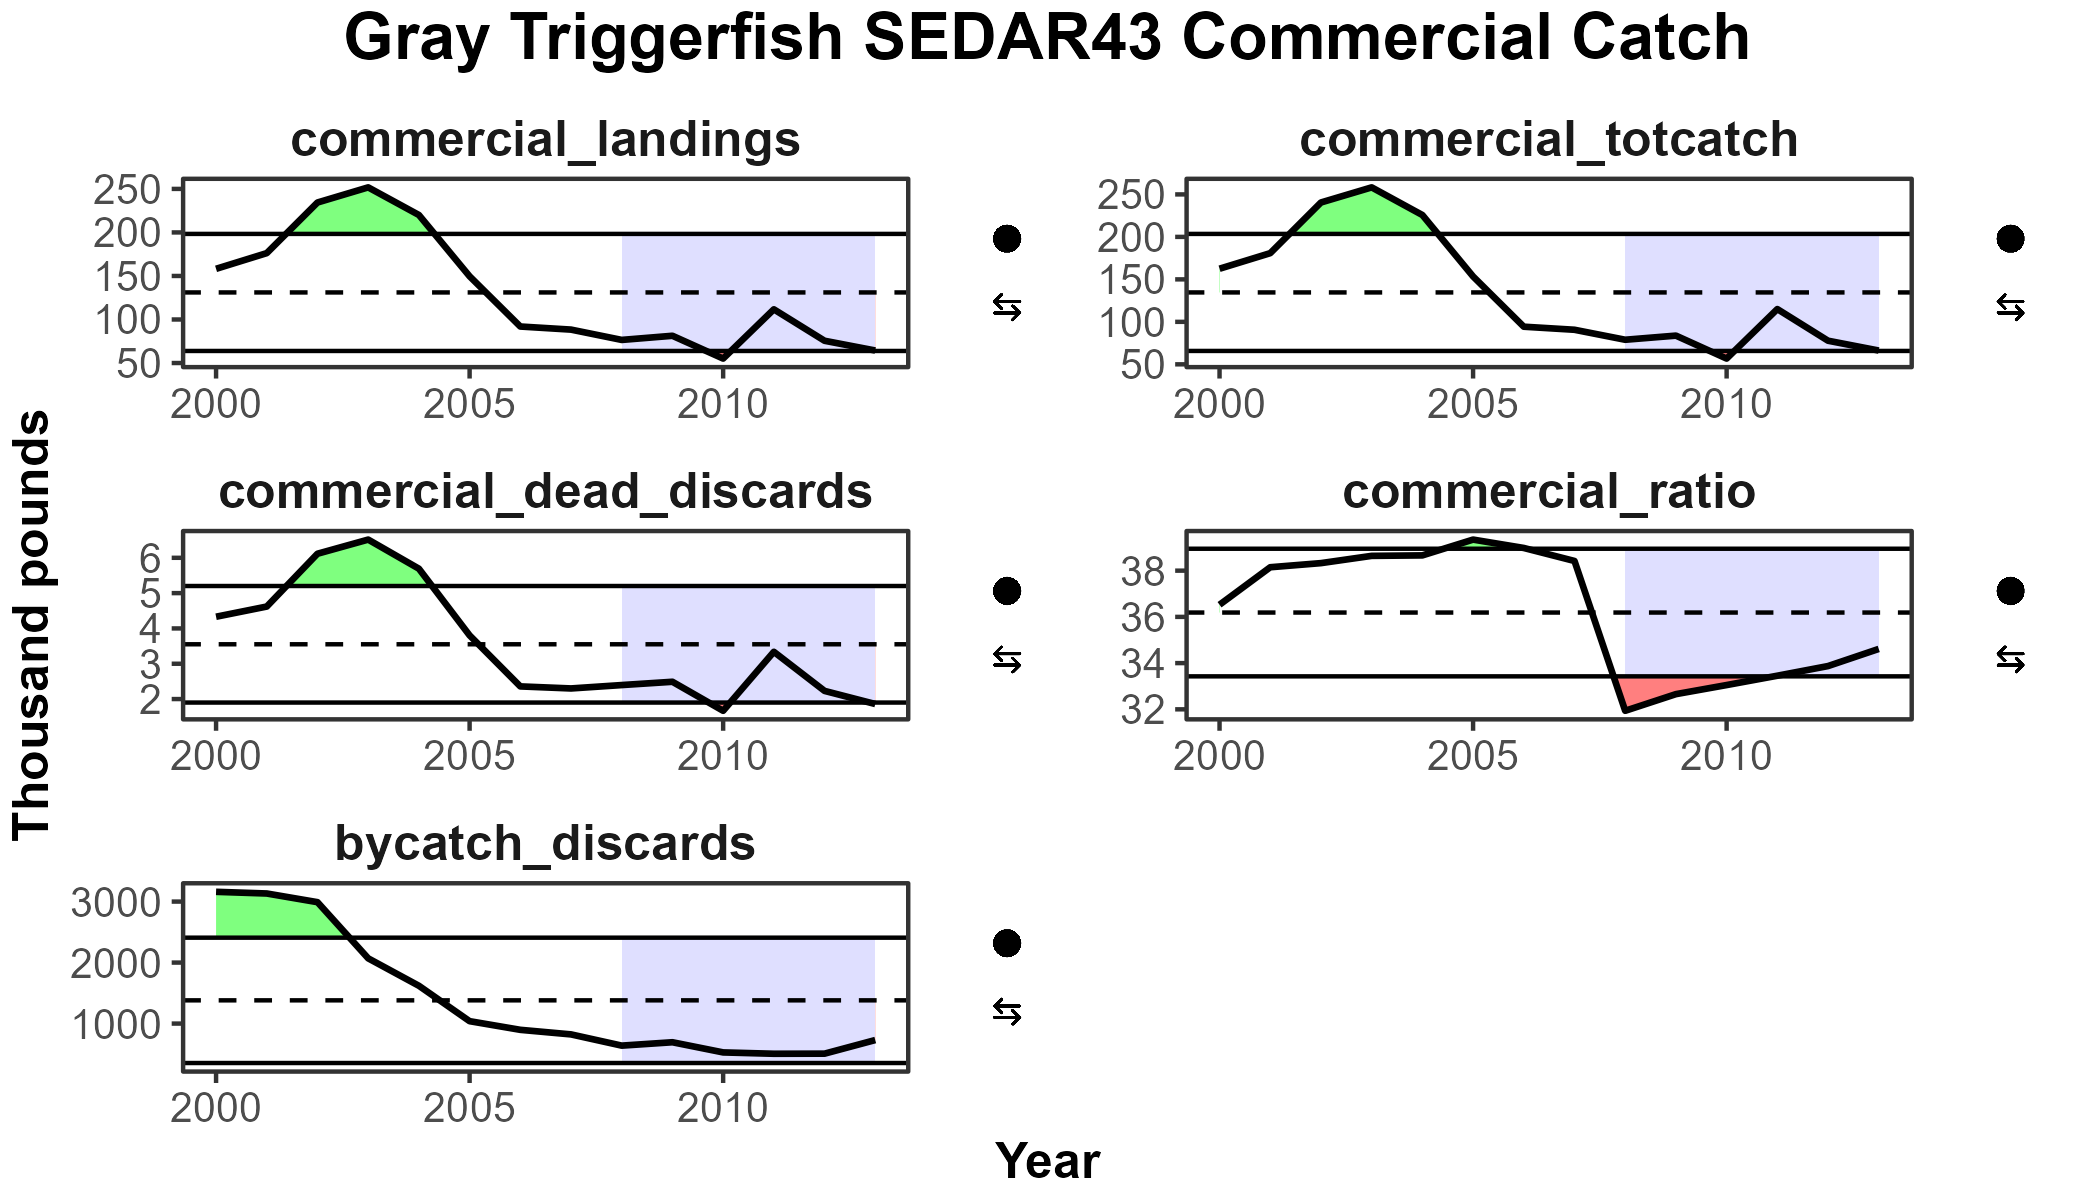 Gray Triggerfish SEDAR43 Commercial Catch
Thousand pounds
commercial_landings
250
200
150
100
50
2000 2005 2010
commercial_totcatch
250
200
150
100
50
2000 2005 2010
commercial_dead_discards
6
5
4
3
2
2000 2005 2010
commercial_ratio
38
36
34
32
2000 2005 2010
bycatch_discards
3000
2000
1000
2000 2005 2010
Year